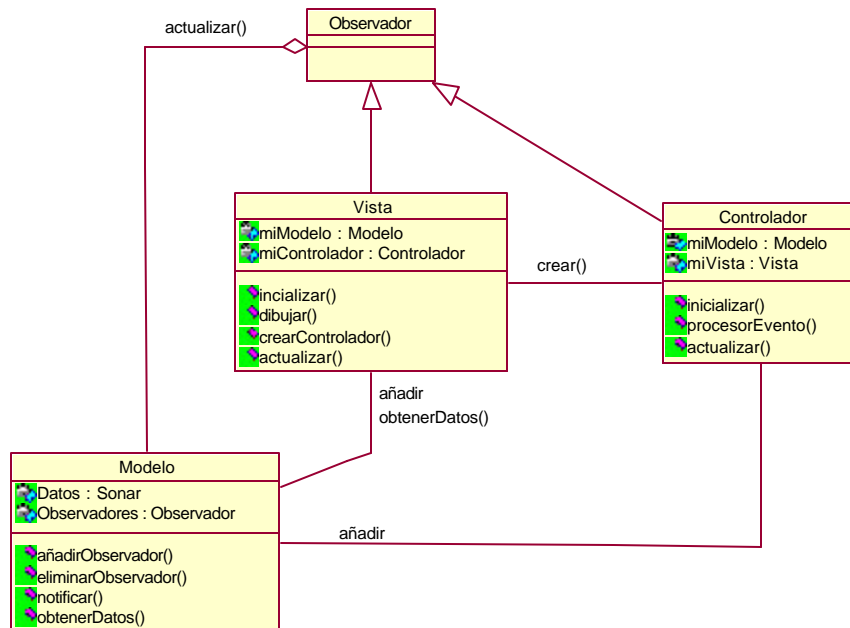 actualizar()
Observador
Vista
miModelo : Modelo
miControlador : Controlador
incializar()
dibujar()
crearControlador()
actualizar()
crear()
Controlador
miModelo : Modelo
miVista : Vista
inicializar()
procesorEvento()
actualizar()
añadir
obtenerDatos()
Modelo
Datos : Sonar
Observadores : Observador
añadirObservador()
eliminarObservador()
notificar()
obtenerDatos()
añadir